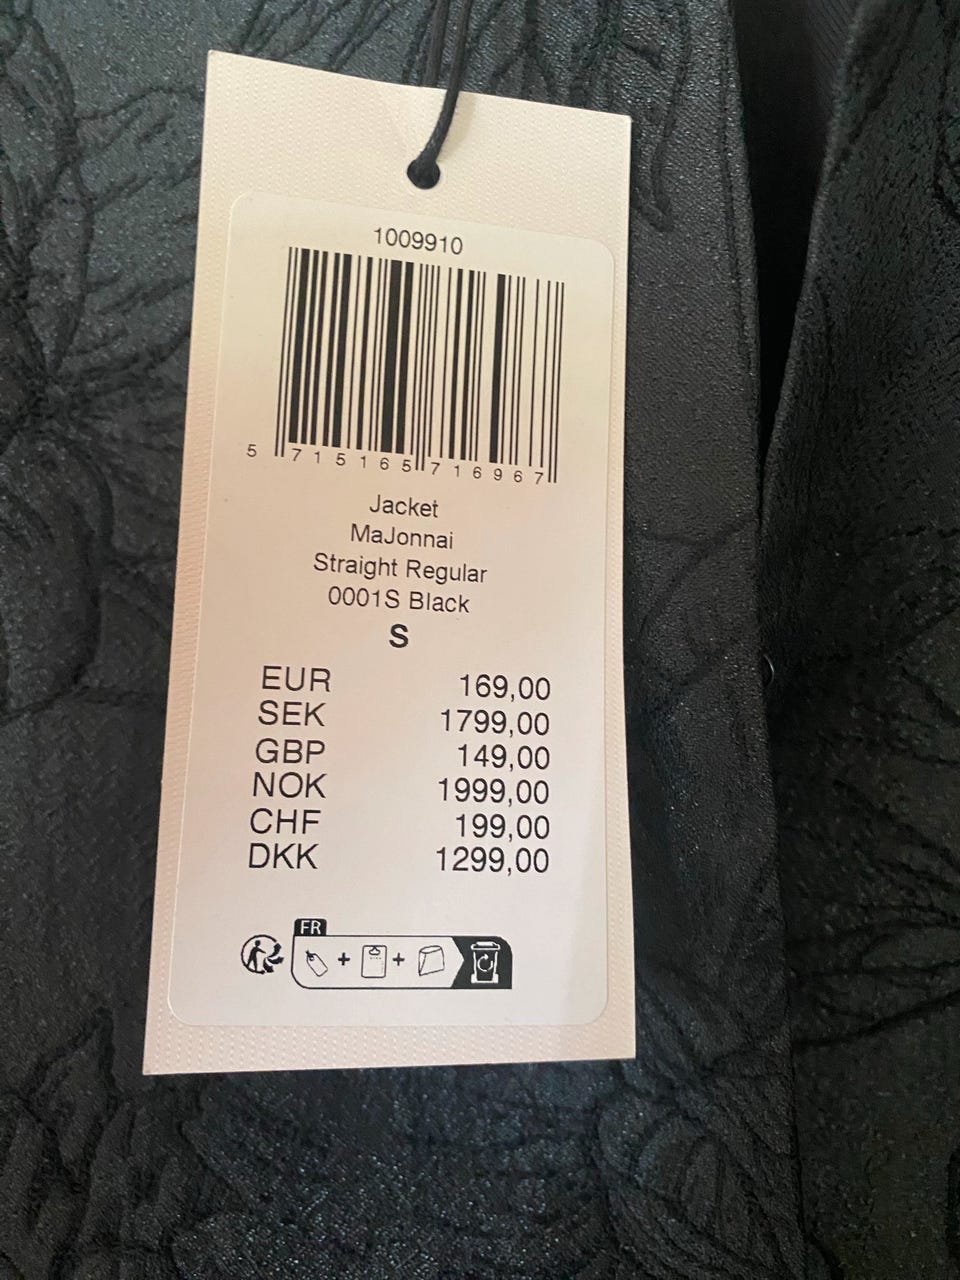 1009910
5 715165 716967
Jacket
MaJonnai
Straight Regular
0001S Black
S
EUR 169,00
SEK 1799,00
GBP 149,00
NOK 1999,00
CHF 199,00
DKK 1299,00
FR
+ +